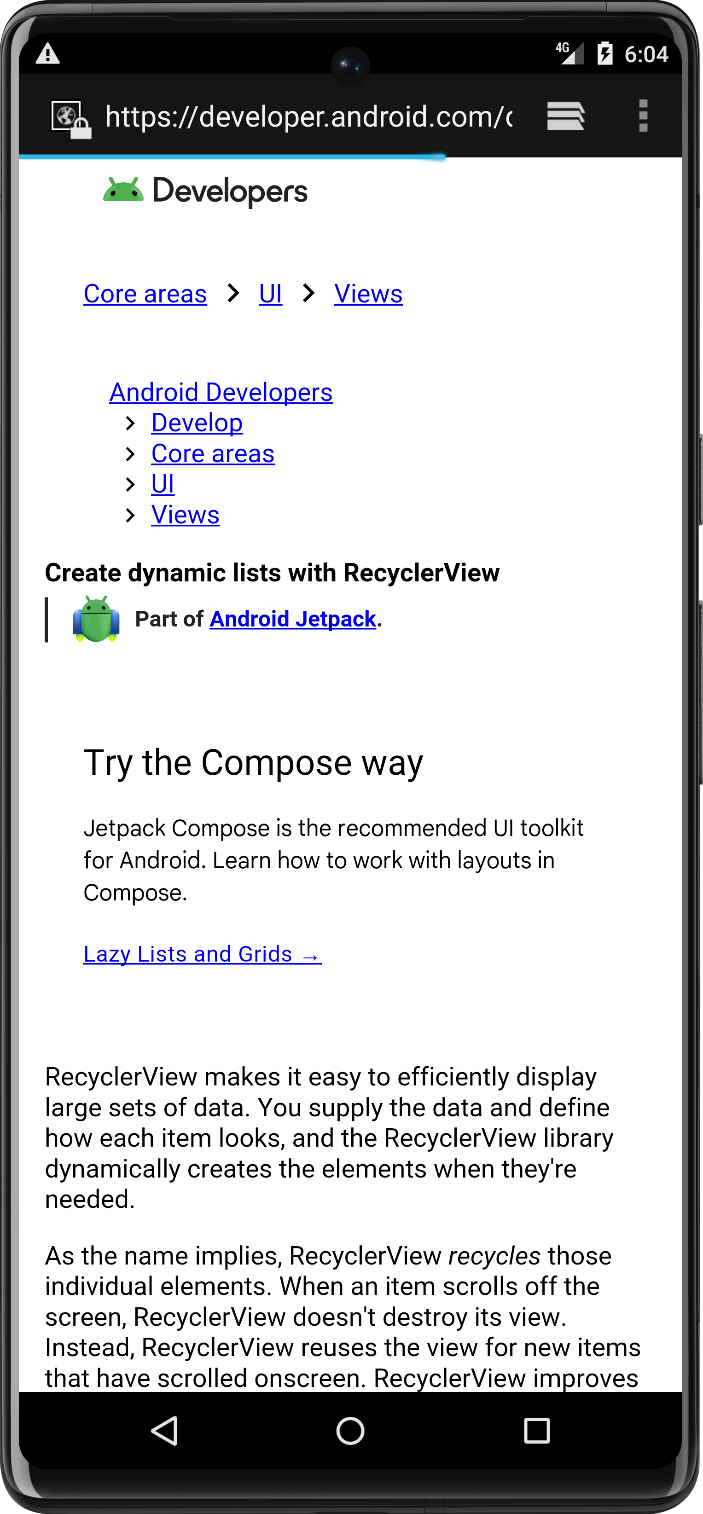 4G 6:04
https://developer.android.com/
Developers
Core areas > UI > Views
Android Developers
> Develop
> Core areas
> UI
> Views
Create dynamic lists with RecyclerView
Part of Android Jetpack.
Try the Compose way
Jetpack Compose is the recommended UI toolkit
for Android. Learn how to work with layouts in
Compose.
Lazy Lists and Grids →
RecyclerView makes it easy to efficiently display
large sets of data. You supply the data and define
how each item looks, and the RecyclerView library
dynamically creates the elements when they're
needed.
As the name implies, RecyclerView recycles those
individual elements. When an item scrolls off the
screen, RecyclerView doesn't destroy its view.
Instead, RecyclerView reuses the view for new items
that have scrolled onscreen. RecyclerView improves